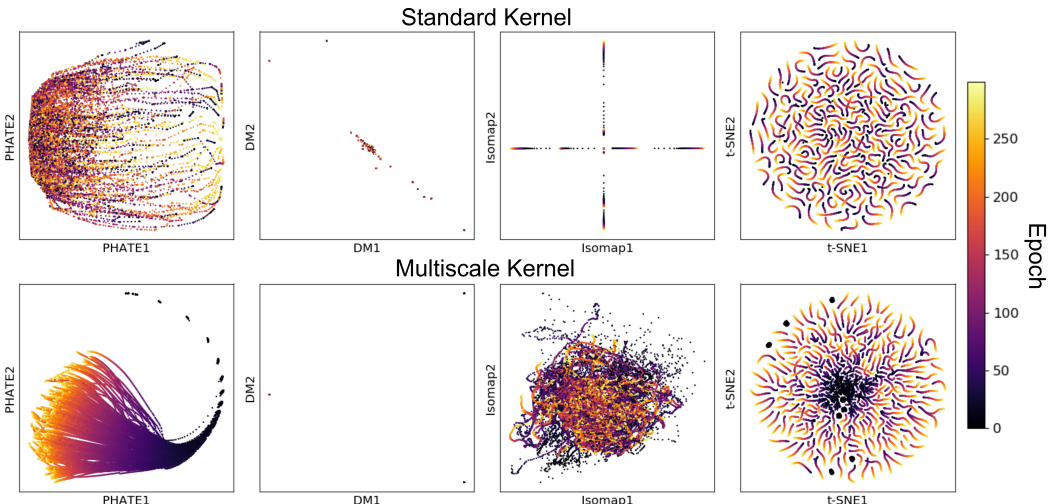 Standard Kernel
PHATE2
PHATE1
DM2
DM1
Isomap2
Isomap1
t-SNE2
t-SNE1
Multiscale Kernel
PHATE2
PHATE1
DM2
DM1
Isomap2
Isomap1
t-SNE2
t-SNE1
250
200
150
100
50
0
Epoch